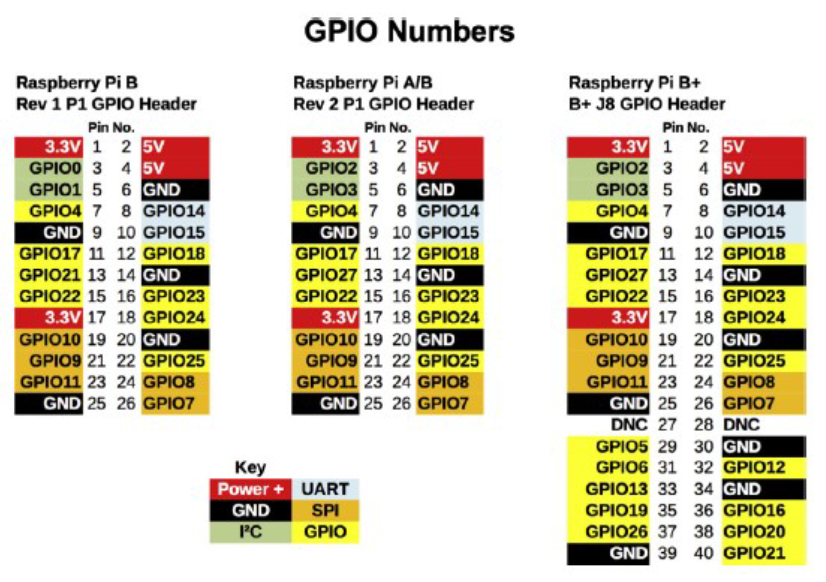 GPIO Numbers
Raspberry Pi B
Rev 1 P1 GPIO Header
Pin No.
3.3V 1 2 5V
GPIO0 3 4 5V
GPIO1 5 6 GND
GPIO4 7 8 GPIO14
GND 9 10 GPIO15
GPIO17 11 12 GPIO18
GPIO21 13 14 GND
GPIO22 15 16 GPIO23
3.3V 17 18 GPIO24
GPIO10 19 20 GND
GPIO9 21 22 GPIO25
GPIO11 23 24 GPIO8
GND 25 26 GPIO7
Raspberry Pi A/B
Rev 2 P1 GPIO Header
Pin No.
3.3V 1 2 5V
GPIO2 3 4 5V
GPIO3 5 6 GND
GPIO4 7 8 GPIO14
GND 9 10 GPIO15
GPIO17 11 12 GPIO18
GPIO27 13 14 GND
GPIO22 15 16 GPIO23
3.3V 17 18 GPIO24
GPIO10 19 20 GND
GPIO9 21 22 GPIO25
GPIO11 23 24 GPIO8
GND 25 26 GPIO7
Raspberry Pi B+
B+ J8 GPIO Header
Pin No.
3.3V 1 2 5V
GPIO2 3 4 5V
GPIO3 5 6 GND
GPIO4 7 8 GPIO14
GND 9 10 GPIO15
GPIO17 11 12 GPIO18
GPIO27 13 14 GND
GPIO22 15 16 GPIO23
3.3V 17 18 GPIO24
GPIO10 19 20 GND
GPIO9 21 22 GPIO25
GPIO11 23 24 GPIO8
GND 25 26 GPIO7
DNC 27 28 DNC
GPIO5 29 30 GND
GPIO6 31 32 GPIO12
GPIO13 33 34 GND
GPIO19 35 36 GPIO16
GPIO26 37 38 GPIO20
GND 39 40 GPIO21
Key
Power + UART
GND SPI
I²C GPIO